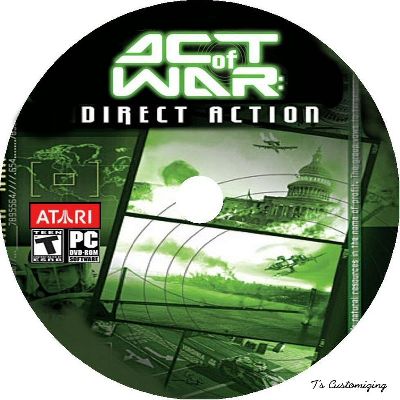 ACT
of
WAR:
DIRECT ACTION
ATARI
TEEN
T
ESRB
PC
DVD-ROM
SOFTWARE
natural resources in the name of profit. The group vows to
T's Customizing